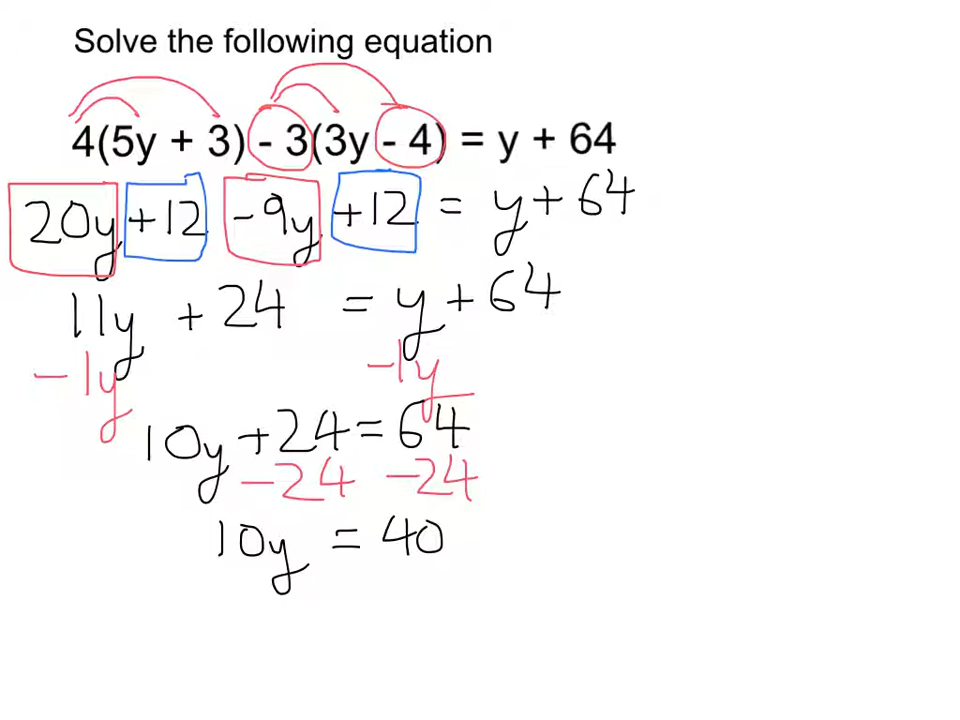 Solve the following equation
4(5y + 3) - 3(3y - 4) = y + 64
20y +12 -9y +12 = y+64
11y +24 = y+64
-1y -1y
10y+24=64
-24 -24
10y = 40